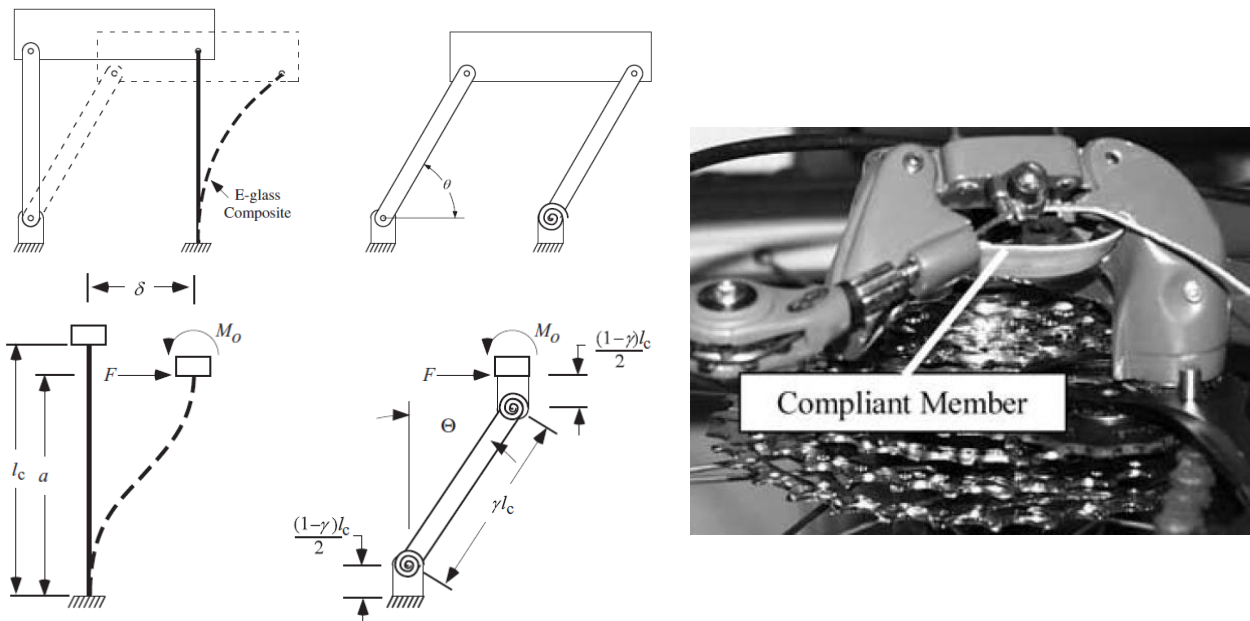 θ
E-glass
Composite
δ
M_O
F
l_c
a
M_O
F
(1−γ)l_c
2
Θ
γl_c
(1−γ)l_c
2
Compliant Member